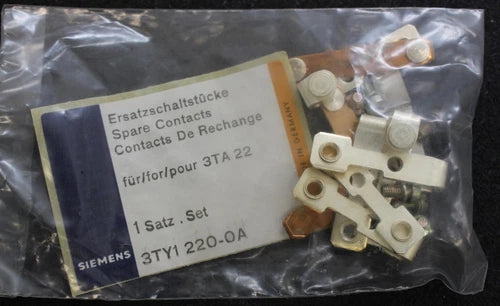 Ersatzschaltstücke
Spare Contacts
Contacts De Rechange
für/for/pour 3TA 22
1 Satz . Set
SIEMENS 3TY1 220-0A
IN GERMANY